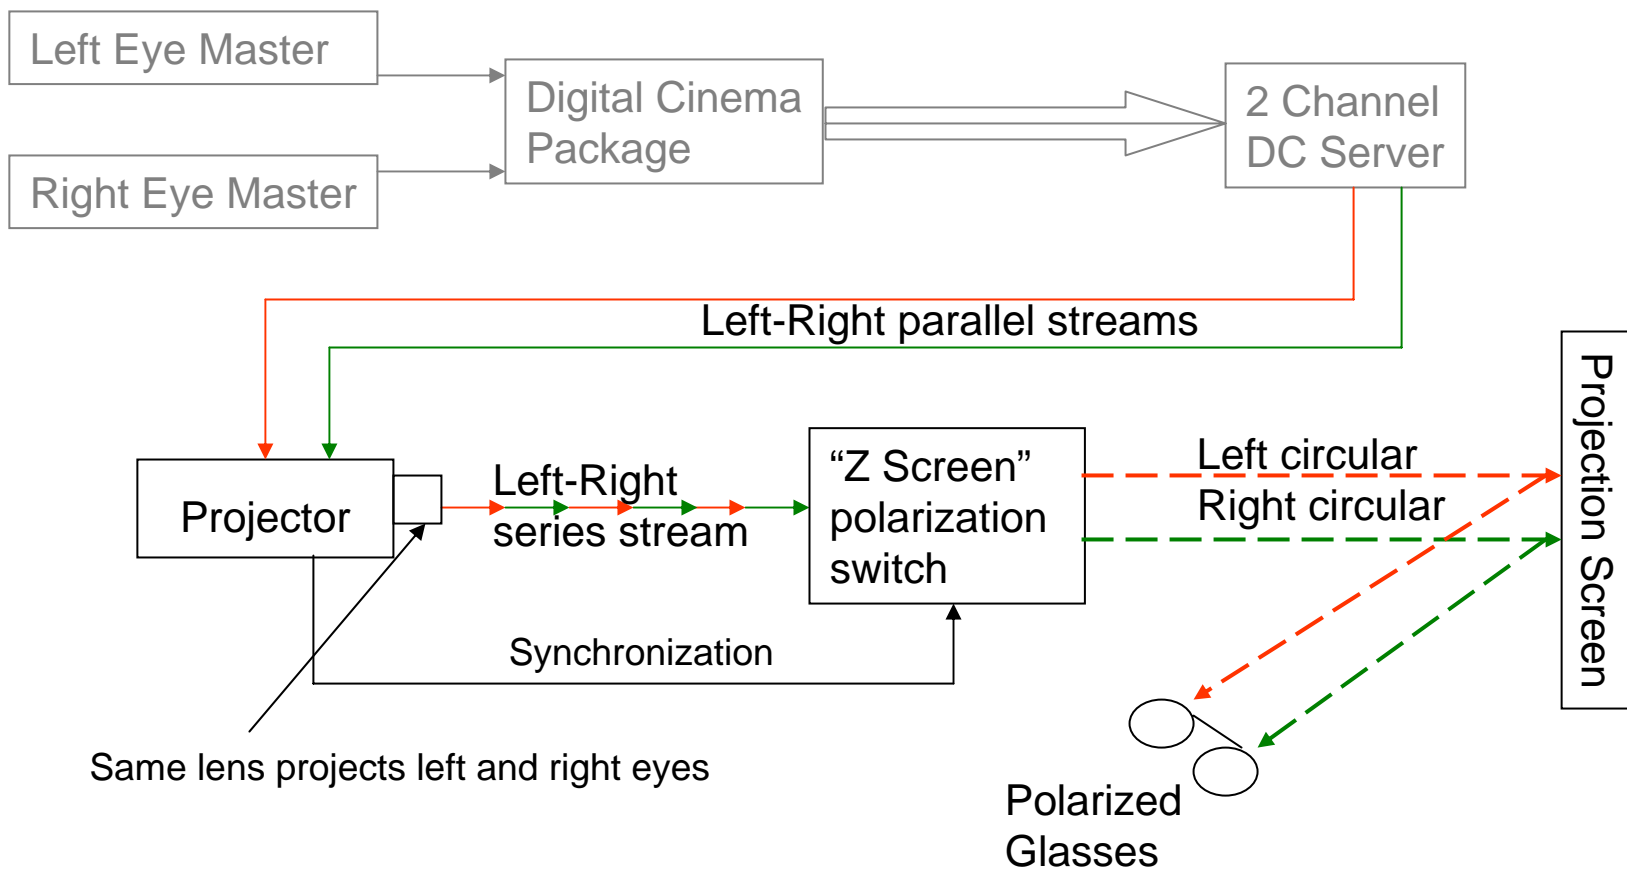 Left Eye Master
Digital Cinema
Package
2 Channel
DC Server
Right Eye Master
Left-Right parallel streams
Projector
Left-Right
series stream
“Z Screen”
polarization
switch
Left circular
Right circular
Projection Screen
Synchronization
Same lens projects left and right eyes
Polarized
Glasses